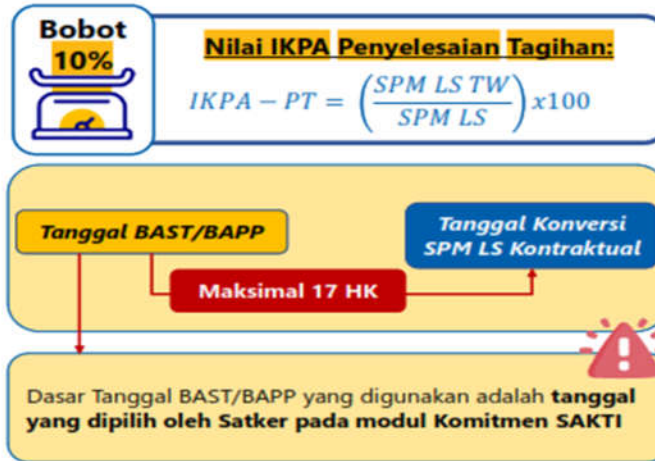 Bobot
10%
Nilai IKPA Penyelesaian Tagihan:
IKPA − PT = (SPM LS TW / SPM LS) x100
Tanggal BAST/BAPP
Tanggal Konversi
SPM LS Kontraktual
Maksimal 17 HK
Dasar Tanggal BAST/BAPP yang digunakan adalah tanggal
yang dipilih oleh Satker pada modul Komitmen SAKTI